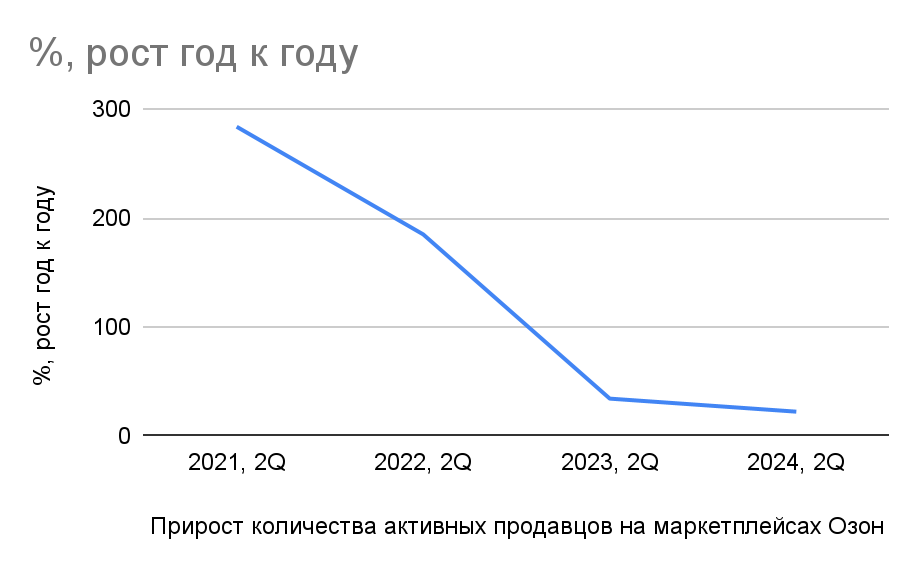 %, рост год к году
300
200
100
0
%, рост год к году
2021, 2Q
2022, 2Q
2023, 2Q
2024, 2Q
Прирост количества активных продавцов на маркетплейсах Озон